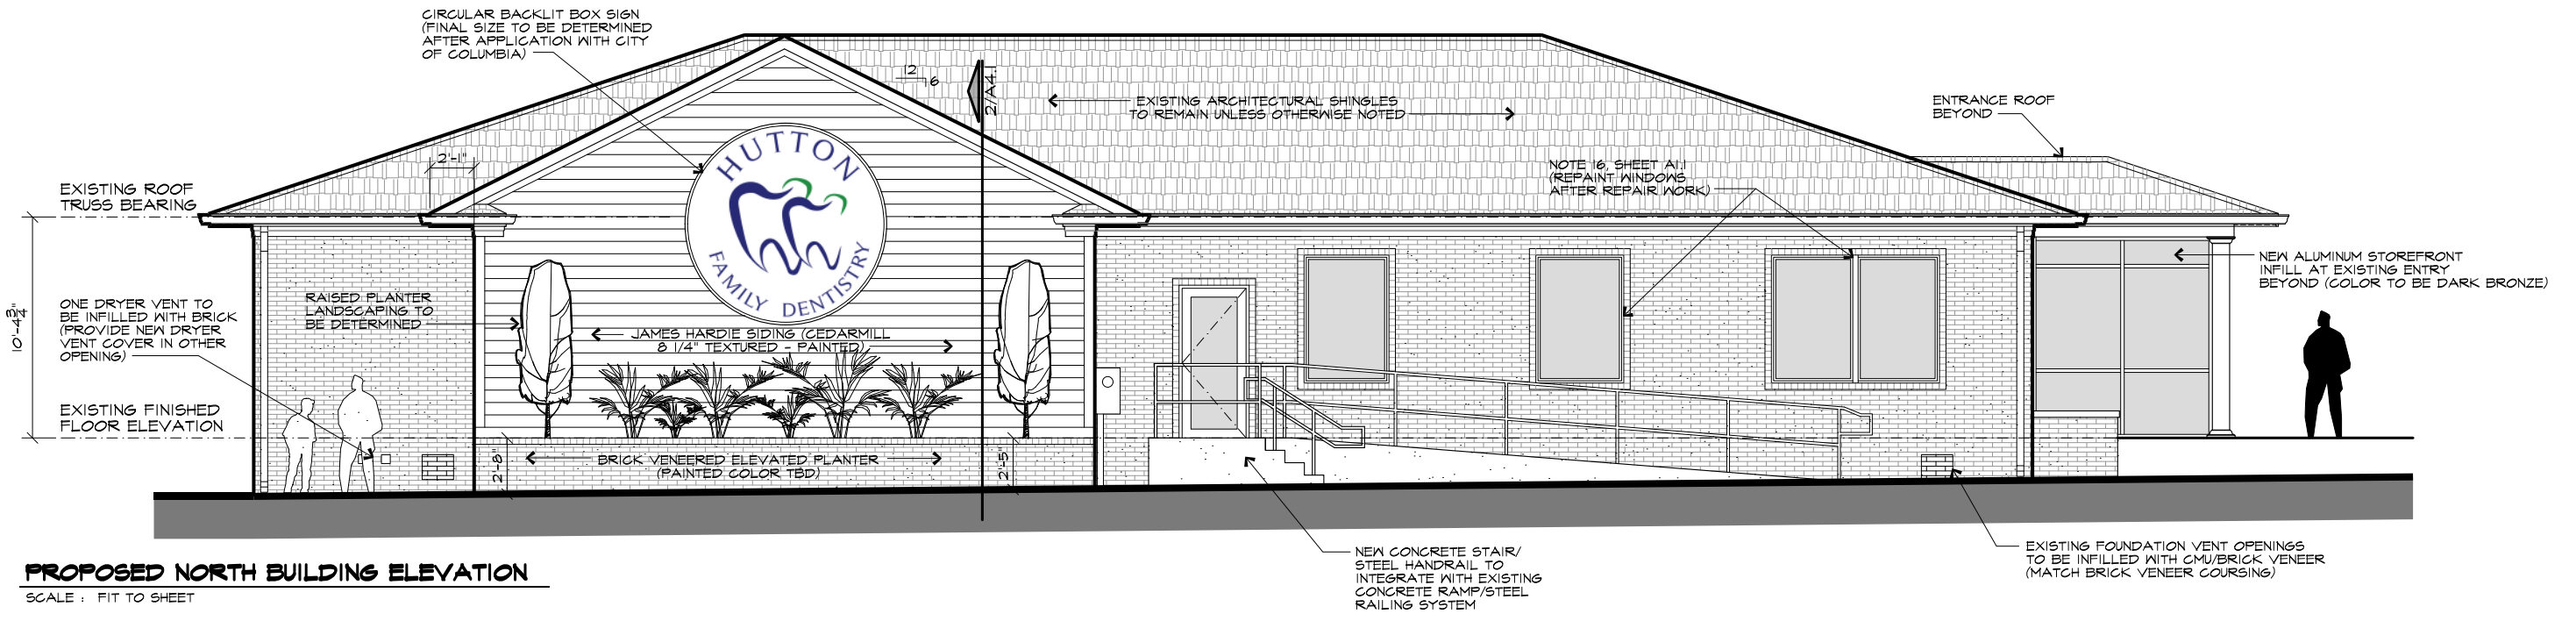 CIRCULAR BACKLIT BOX SIGN
(FINAL SIZE TO BE DETERMINED
AFTER APPLICATION WITH CITY
OF COLUMBIA)
12
6
2/A4.1
EXISTING ARCHITECTURAL SHINGLES
TO REMAIN UNLESS OTHERWISE NOTED
ENTRANCE ROOF
BEYOND
2'-1"
NOTE 16, SHEET A1.1
(REPAINT WINDOWS
AFTER REPAIR WORK)
EXISTING ROOF
TRUSS BEARING
HUTTON
FAMILY DENTISTRY
NEW ALUMINUM STOREFRONT
INFILL AT EXISTING ENTRY
BEYOND (COLOR TO BE DARK BRONZE)
10'-4 3/4"
ONE DRYER VENT TO
BE INFILLED WITH BRICK
(PROVIDE NEW DRYER
VENT COVER IN OTHER
OPENING)
RAISED PLANTER
LANDSCAPING TO
BE DETERMINED
JAMES HARDIE SIDING (CEDARMILL
8 1/4" TEXTURED - PAINTED)
EXISTING FINISHED
FLOOR ELEVATION
2'-8"
BRICK VENEERED ELEVATED PLANTER
(PAINTED COLOR TBD)
2'-5"
NEW CONCRETE STAIR/
STEEL HANDRAIL TO
INTEGRATE WITH EXISTING
CONCRETE RAMP/STEEL
RAILING SYSTEM
EXISTING FOUNDATION VENT OPENINGS
TO BE INFILLED WITH CMU/BRICK VENEER
(MATCH BRICK VENEER COURSING)
PROPOSED NORTH BUILDING ELEVATION
SCALE : FIT TO SHEET